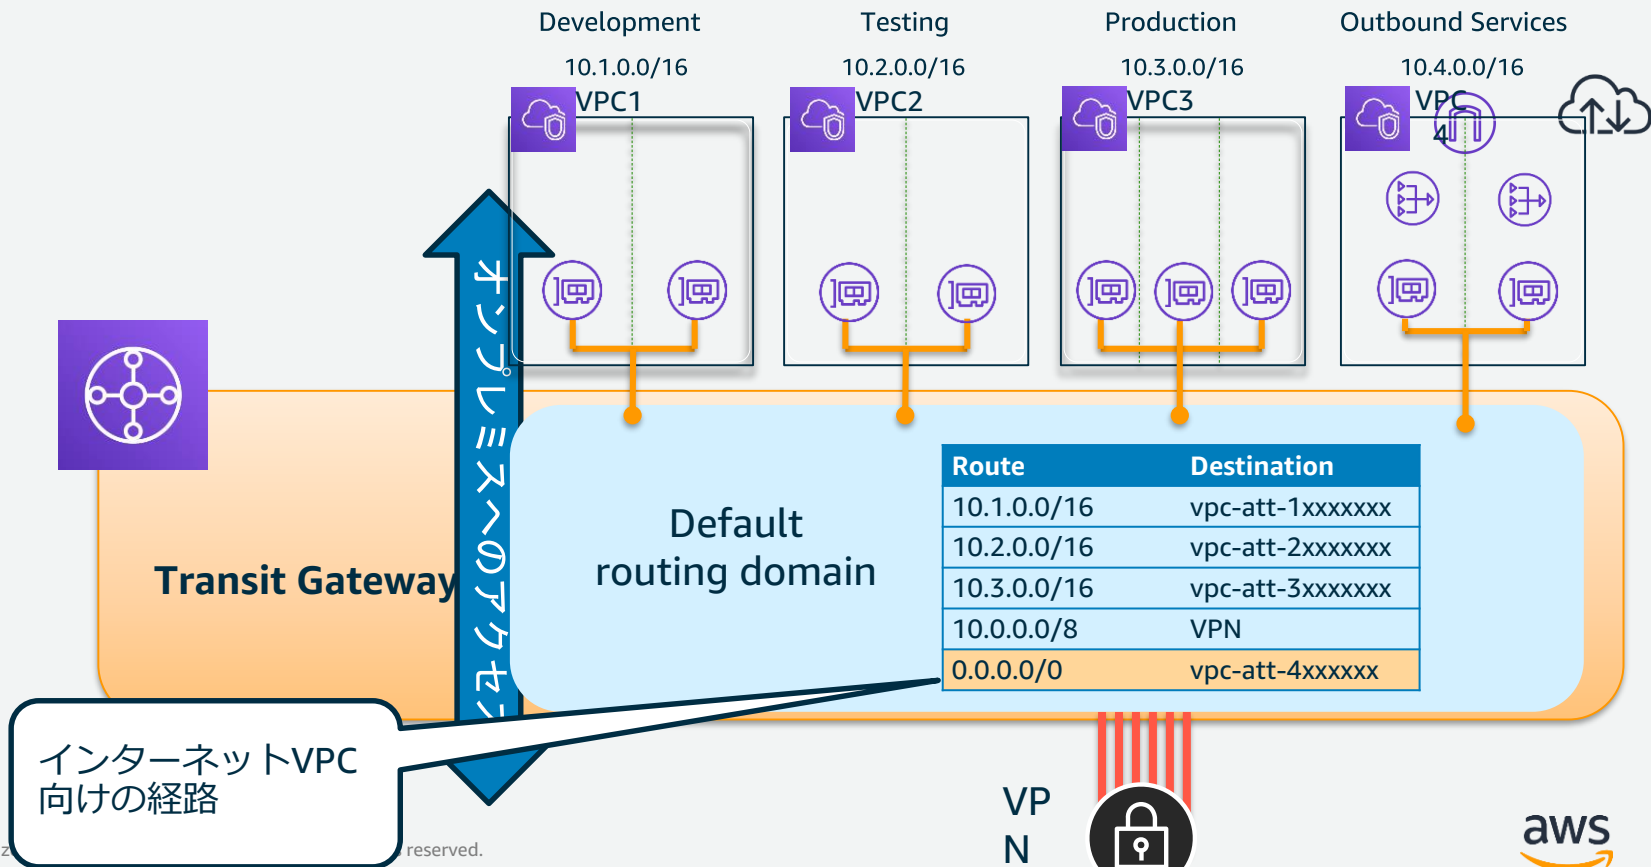 Development
Testing
Production
Outbound Services
10.1.0.0/16
10.2.0.0/16
10.3.0.0/16
10.4.0.0/16
VPC1
VPC2
VPC3
VPC
4
オンプレミスへのアクセス
Transit Gateway
Default
routing domain
Route Destination
10.1.0.0/16 vpc-att-1xxxxxxx
10.2.0.0/16 vpc-att-2xxxxxxx
10.3.0.0/16 vpc-att-3xxxxxxx
10.0.0.0/8 VPN
0.0.0.0/0 vpc-att-4xxxxxx
インターネットVPC
向けの経路
VP
N
reserved.
aws